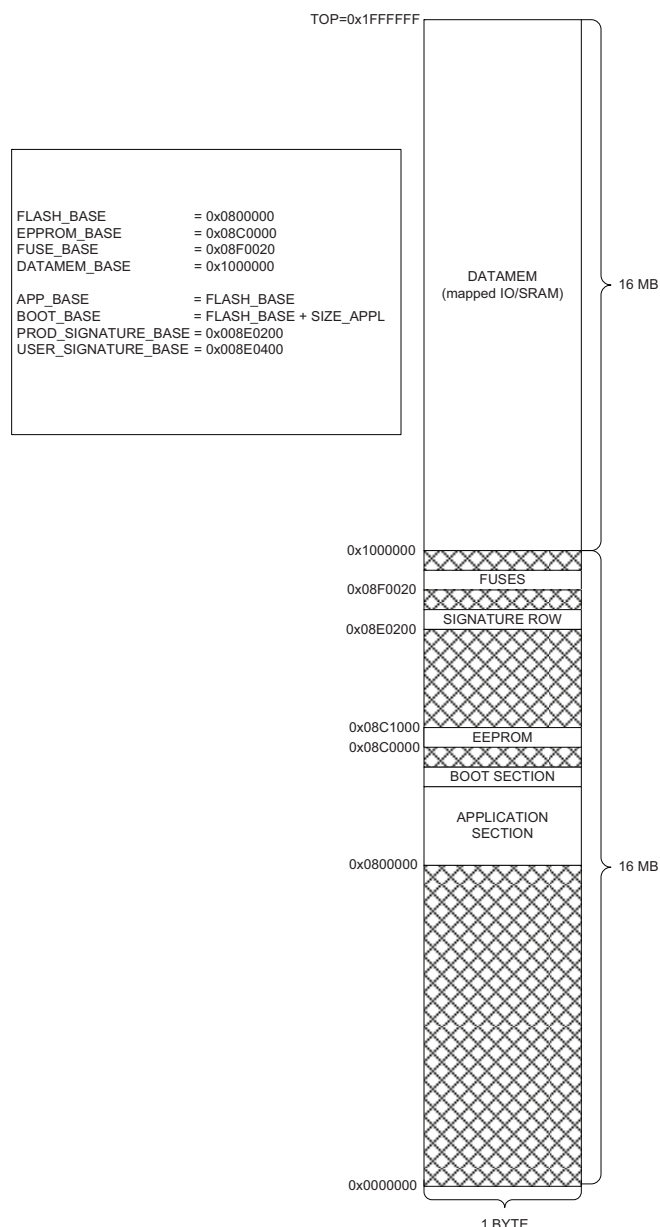 TOP=0x1FFFFFF
FLASH_BASE = 0x0800000
EPPROM_BASE = 0x08C0000
FUSE_BASE = 0x08F0020
DATAMEM_BASE = 0x1000000
APP_BASE = FLASH_BASE
BOOT_BASE = FLASH_BASE + SIZE_APPL
PROD_SIGNATURE_BASE = 0x008E0200
USER_SIGNATURE_BASE = 0x008E0400
DATAMEM
(mapped IO/SRAM)
16 MB
0x1000000
FUSES
0x08F0020
SIGNATURE ROW
0x08E0200
0x08C1000
EEPROM
0x08C0000
BOOT SECTION
APPLICATION
SECTION
0x0800000
16 MB
0x0000000
1 BYTE